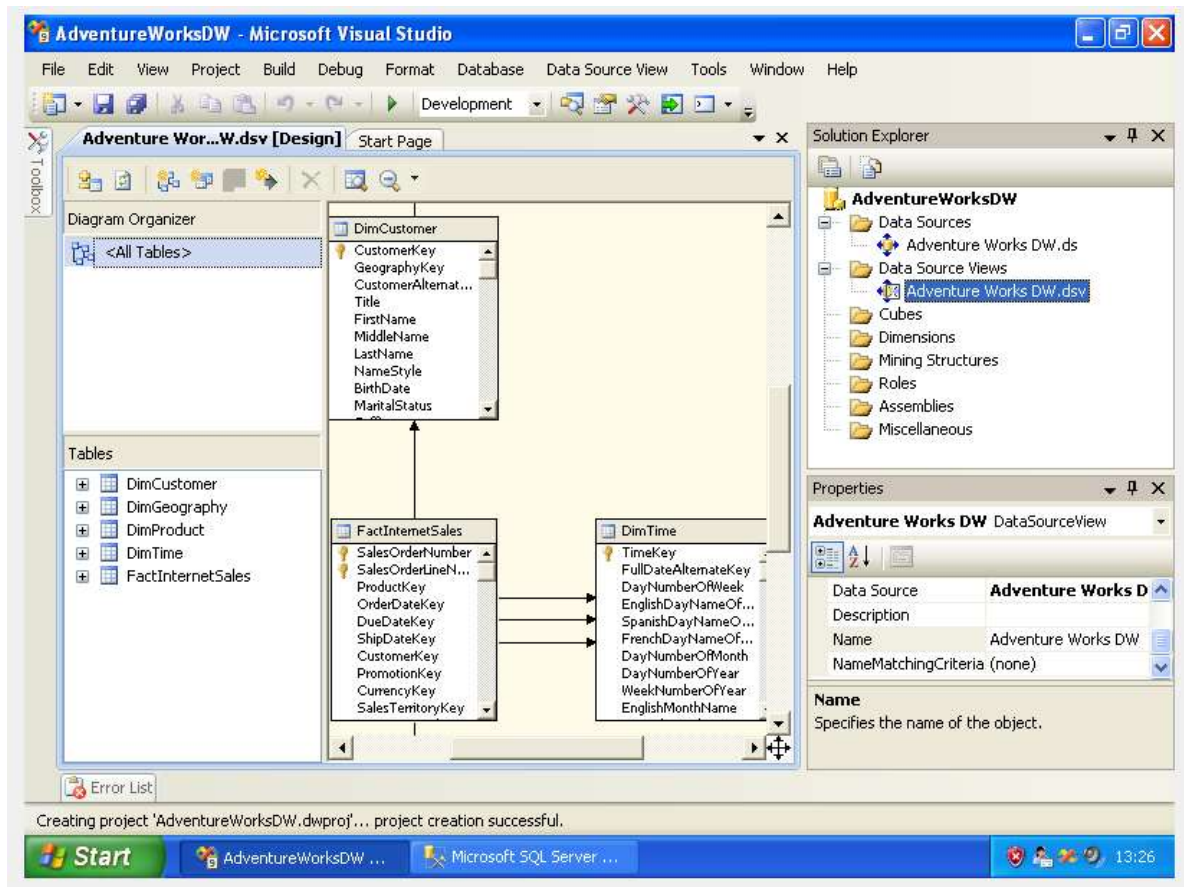 AdventureWorksDW - Microsoft Visual Studio
File Edit View Project Build Debug Format Database Data Source View Tools Window Help
Development
Toolbox
Adventure Wor...W.dsv [Design] Start Page
Diagram Organizer
<All Tables>
Tables
DimCustomer
DimGeography
DimProduct
DimTime
FactInternetSales
DimCustomer
CustomerKey
GeographyKey
CustomerAlternat...
Title
FirstName
MiddleName
LastName
NameStyle
BirthDate
MaritalStatus
FactInternetSales
SalesOrderNumber
SalesOrderLineN...
ProductKey
OrderDateKey
DueDateKey
ShipDateKey
CustomerKey
PromotionKey
CurrencyKey
SalesTerritoryKey
DimTime
TimeKey
FullDateAlternateKey
DayNumberOfWeek
EnglishDayNameOf...
SpanishDayNameO...
FrenchDayNameOf...
DayNumberOfMonth
DayNumberOfYear
WeekNumberOfYear
EnglishMonthName
Solution Explorer
AdventureWorksDW
Data Sources
Adventure Works DW.ds
Data Source Views
Adventure Works DW.dsv
Cubes
Dimensions
Mining Structures
Roles
Assemblies
Miscellaneous
Properties
Adventure Works DW DataSourceView
Data Source Adventure Works D
Description
Name Adventure Works DW
NameMatchingCriteria (none)
Name
Specifies the name of the object.
Error List
Creating project 'AdventureWorksDW.dwproj'... project creation successful.
Start AdventureWorksDW ... Microsoft SQL Server ... 13:26